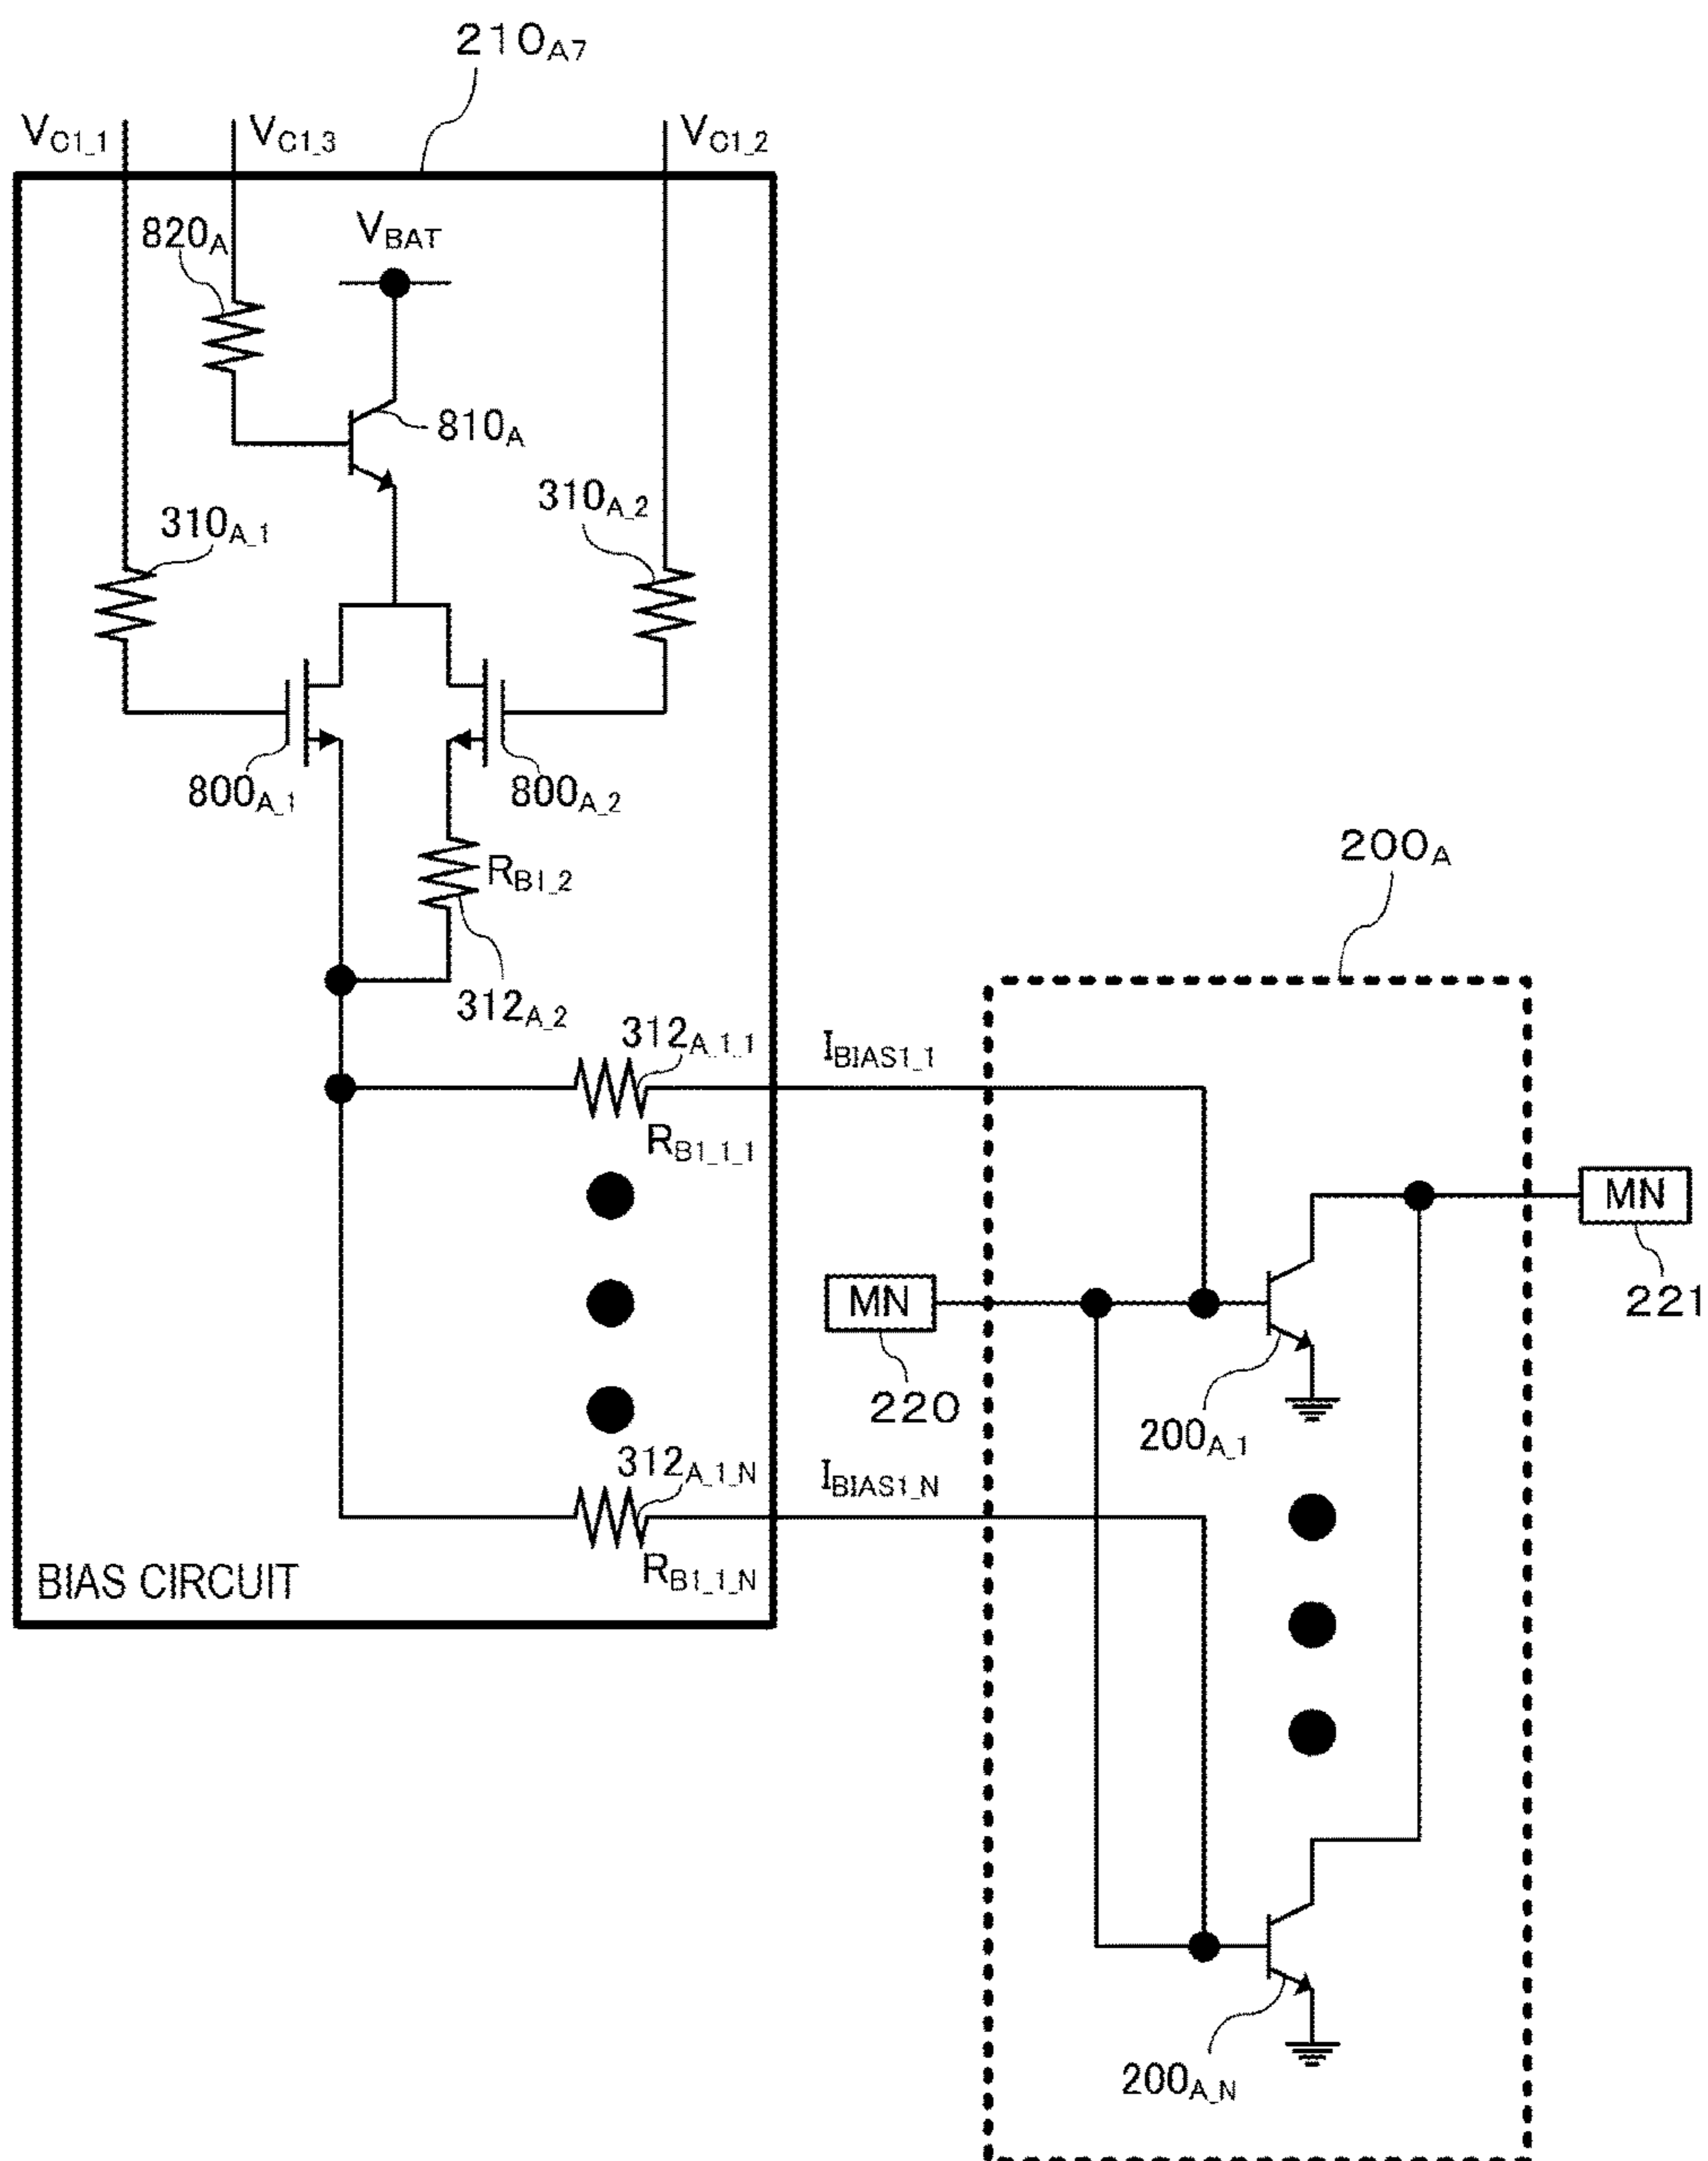 210A7
VC1_1
VC1_3
VC1_2
820A
VBAT
810A
310A_1
310A_2
800A_1
800A_2
RB1_2
312A_2
200A
312A_1_1
IBIAS1_1
RB1_1_1
MN
221
MN
220
200A_1
312A_1_N
IBIAS1_N
RB1_1_N
BIAS CIRCUIT
200A_N